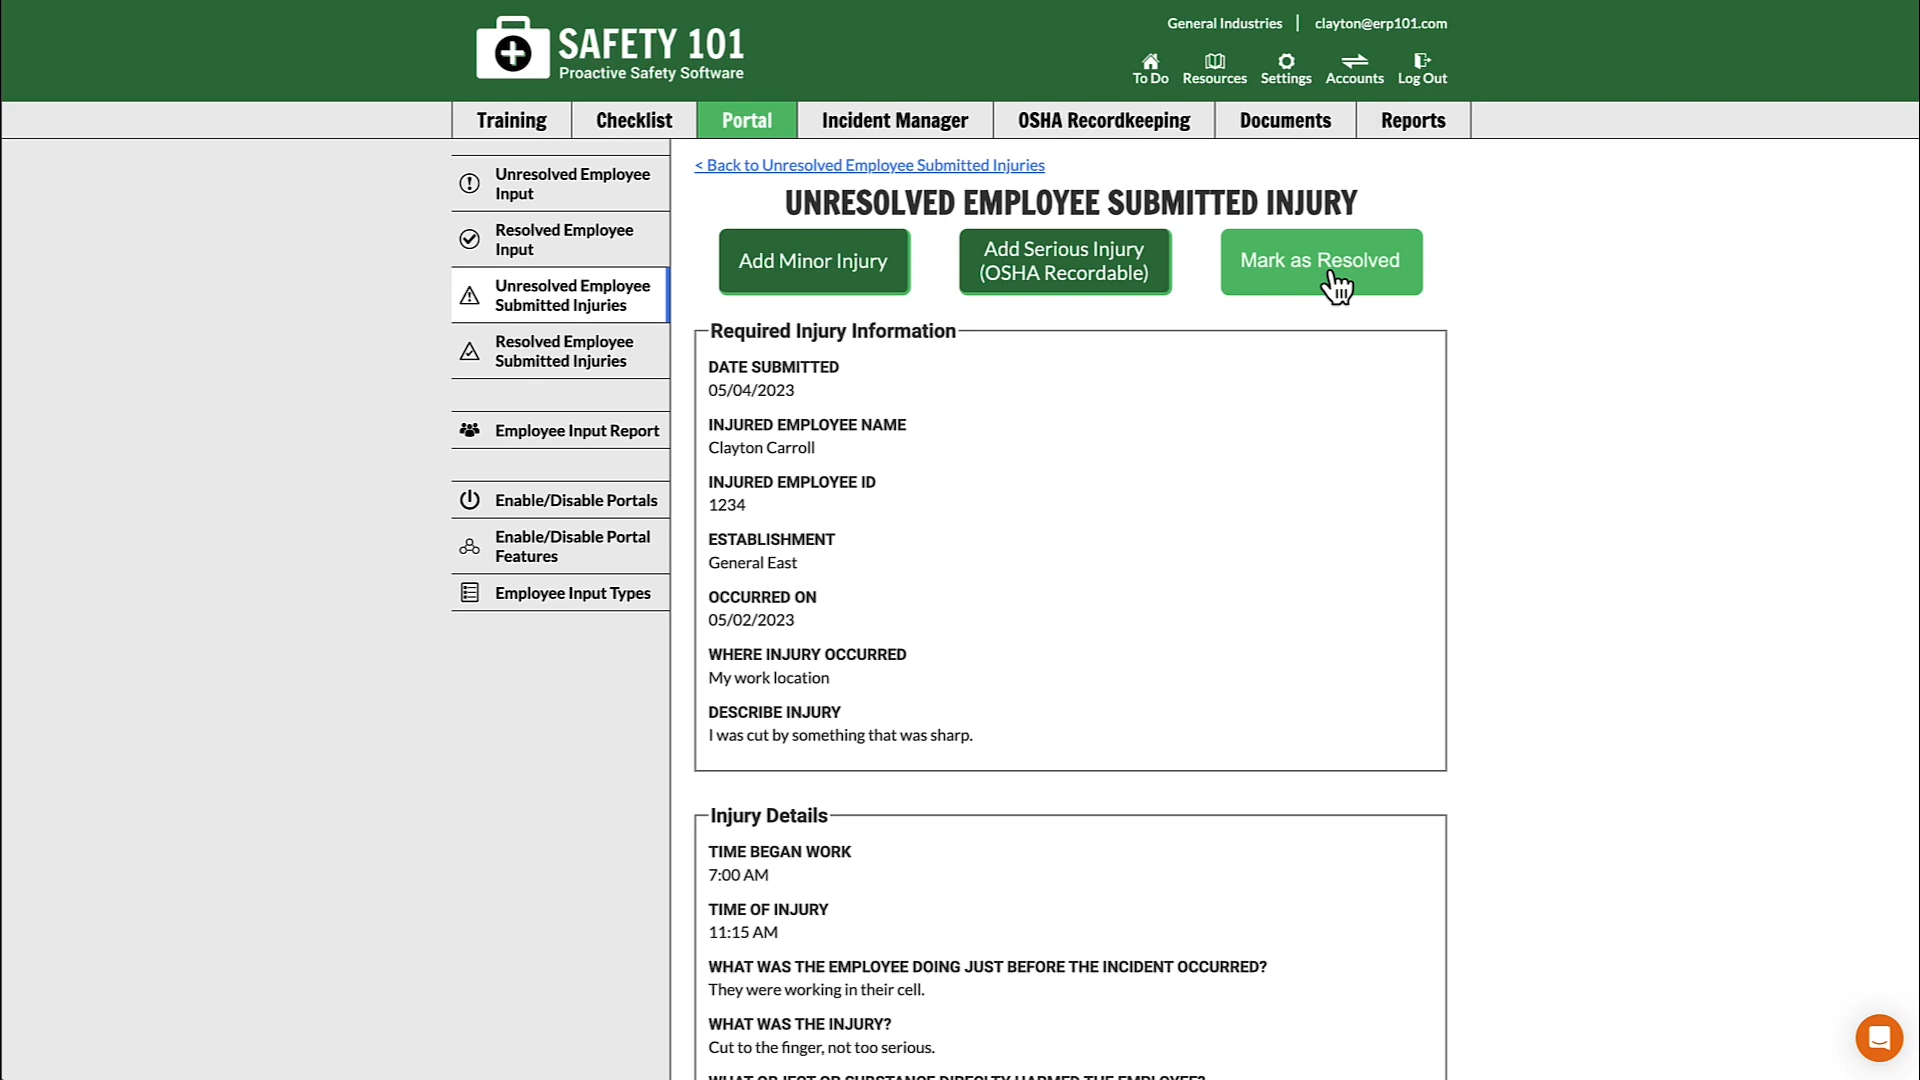 General Industries | clayton@erp101.com
SAFETY 101
Proactive Safety Software
To Do Resources Settings Accounts Log Out
Training Checklist Portal Incident Manager OSHA Recordkeeping Documents Reports
Unresolved Employee
Input
Resolved Employee
Input
Unresolved Employee
Submitted Injuries
Resolved Employee
Submitted Injuries
Employee Input Report
Enable/Disable Portals
Enable/Disable Portal
Features
Employee Input Types
< Back to Unresolved Employee Submitted Injuries
UNRESOLVED EMPLOYEE SUBMITTED INJURY
Add Minor Injury
Add Serious Injury
(OSHA Recordable)
Mark as Resolved
Required Injury Information
DATE SUBMITTED
05/04/2023
INJURED EMPLOYEE NAME
Clayton Carroll
INJURED EMPLOYEE ID
1234
ESTABLISHMENT
General East
OCCURRED ON
05/02/2023
WHERE INJURY OCCURRED
My work location
DESCRIBE INJURY
I was cut by something that was sharp.
Injury Details
TIME BEGAN WORK
7:00 AM
TIME OF INJURY
11:15 AM
WHAT WAS THE EMPLOYEE DOING JUST BEFORE THE INCIDENT OCCURRED?
They were working in their cell.
WHAT WAS THE INJURY?
Cut to the finger, not too serious.
WHAT OBJECT OR SUBSTANCE DIRECLTY HARMED THE EMPLOYEE?